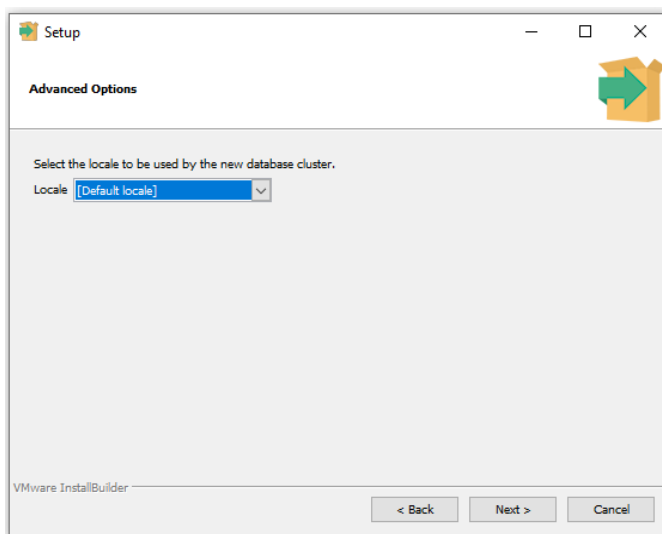 Setup
Advanced Options
Select the locale to be used by the new database cluster.
Locale [Default locale]
VMware InstallBuilder
< Back Next > Cancel